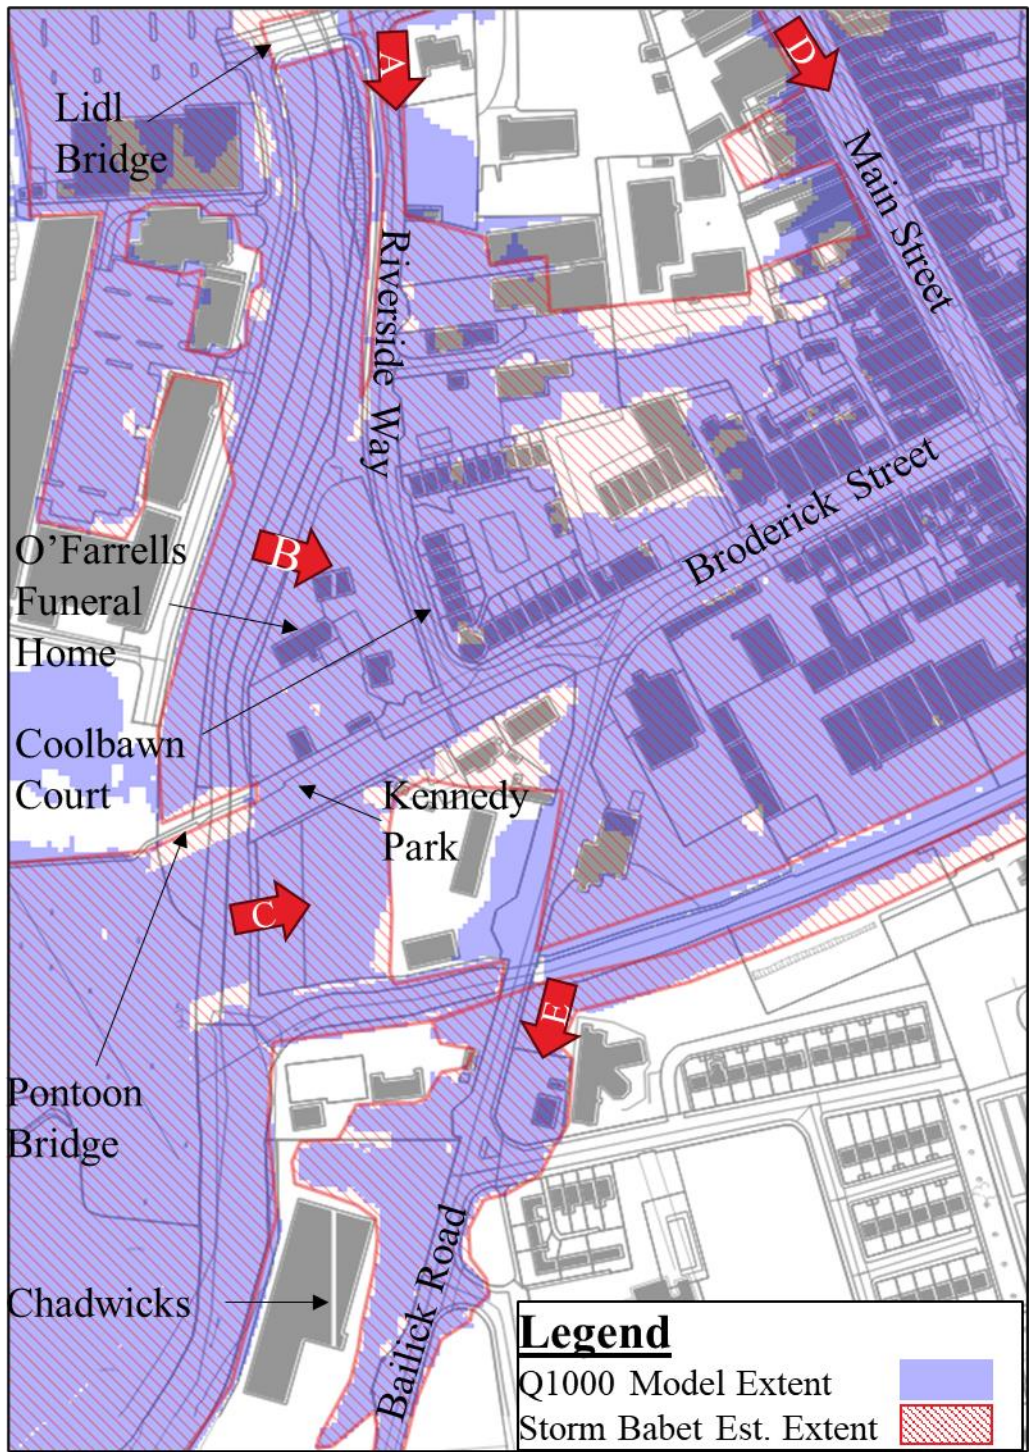 A
D
Lidl
Bridge
Main Street
Riverside Way
Broderick Street
O'Farrells
Funeral
Home
B
Coolbawn
Court
Kennedy
Park
C
E
Pontoon
Bridge
Chadwicks
Bailick Road
Legend
Q1000 Model Extent
Storm Babet Est. Extent